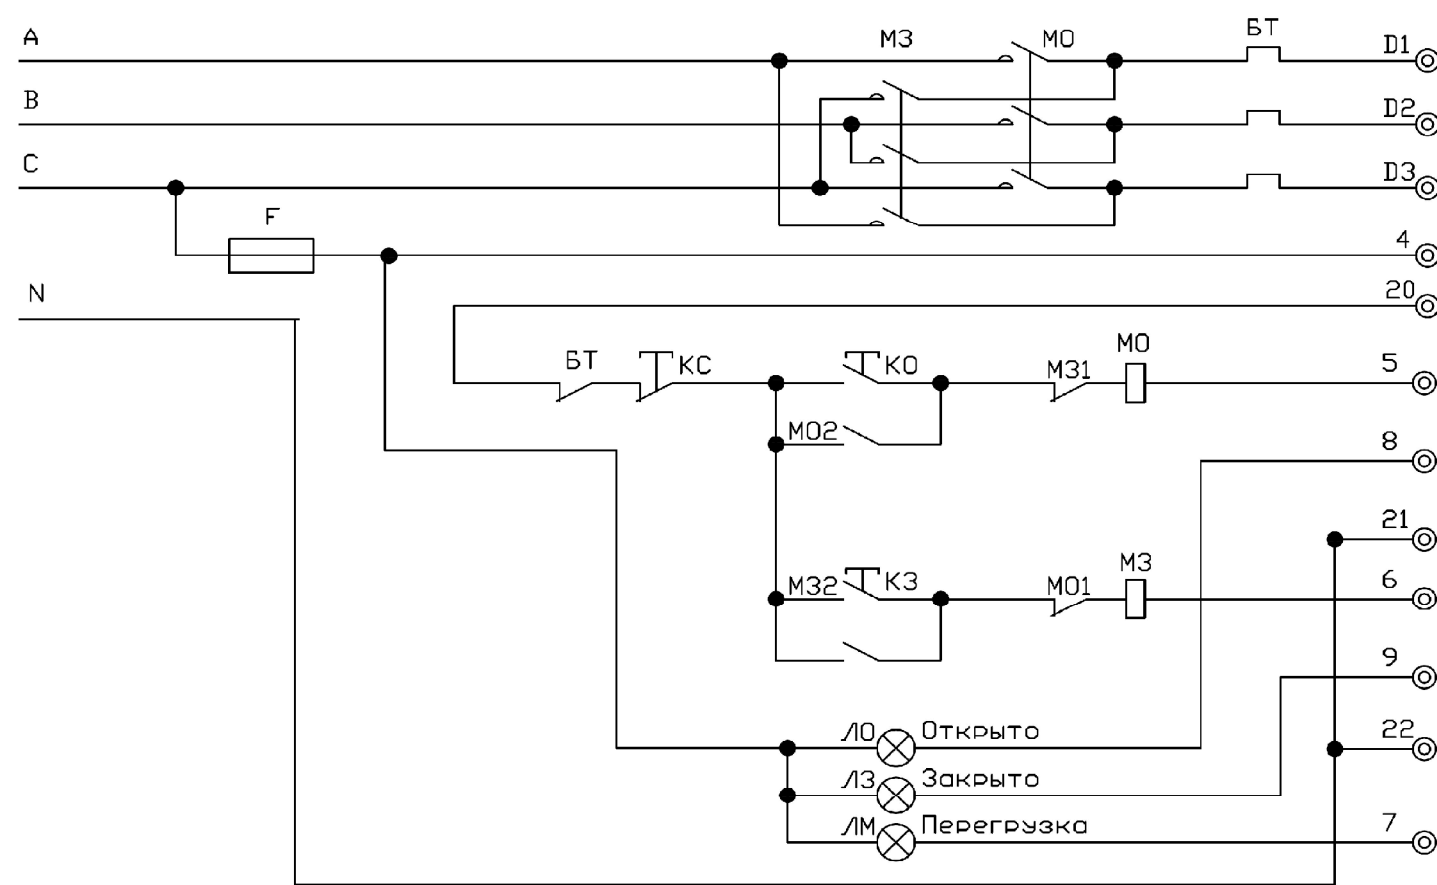 А
МЗ
МО
БТ
D1
В
D2
С
D3
F
4
N
20
БТ
КС
КО
МЗ1
МО
5
МО2
8
21
МЗ2
КЗ
МО1
МЗ
6
9
ЛО
Открыто
22
ЛЗ
Закрыто
ЛМ
Перегрузка
7